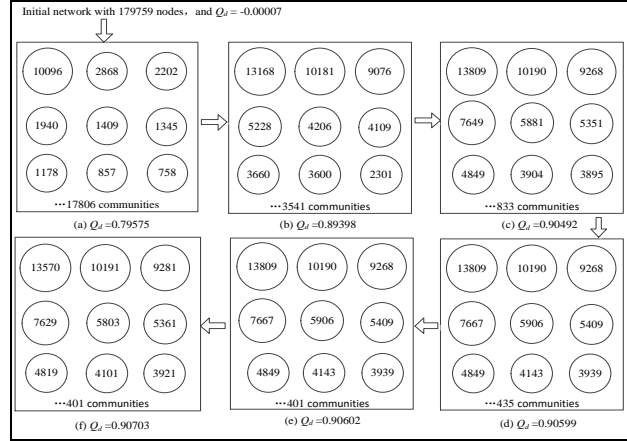 Initial network with 179759 nodes，and Qd = -0.00007
10096 2868 2202
1940 1409 1345
1178 857 758
···17806 communities
(a) Qd =0.79575
13168 10181 9076
5228 4206 4109
3660 3600 2301
···3541 communities
(b) Qd =0.89398
13809 10190 9268
7649 5881 5351
4849 3904 3895
···833 communities
(c) Qd =0.90492
13809 10190 9268
7667 5906 5409
4849 4143 3939
···435 communities
(d) Qd =0.90599
13809 10190 9268
7667 5906 5409
4849 4143 3939
···401 communities
(e) Qd =0.90602
13570 10191 9281
7629 5803 5361
4819 4101 3921
···401 communities
(f) Qd =0.90703